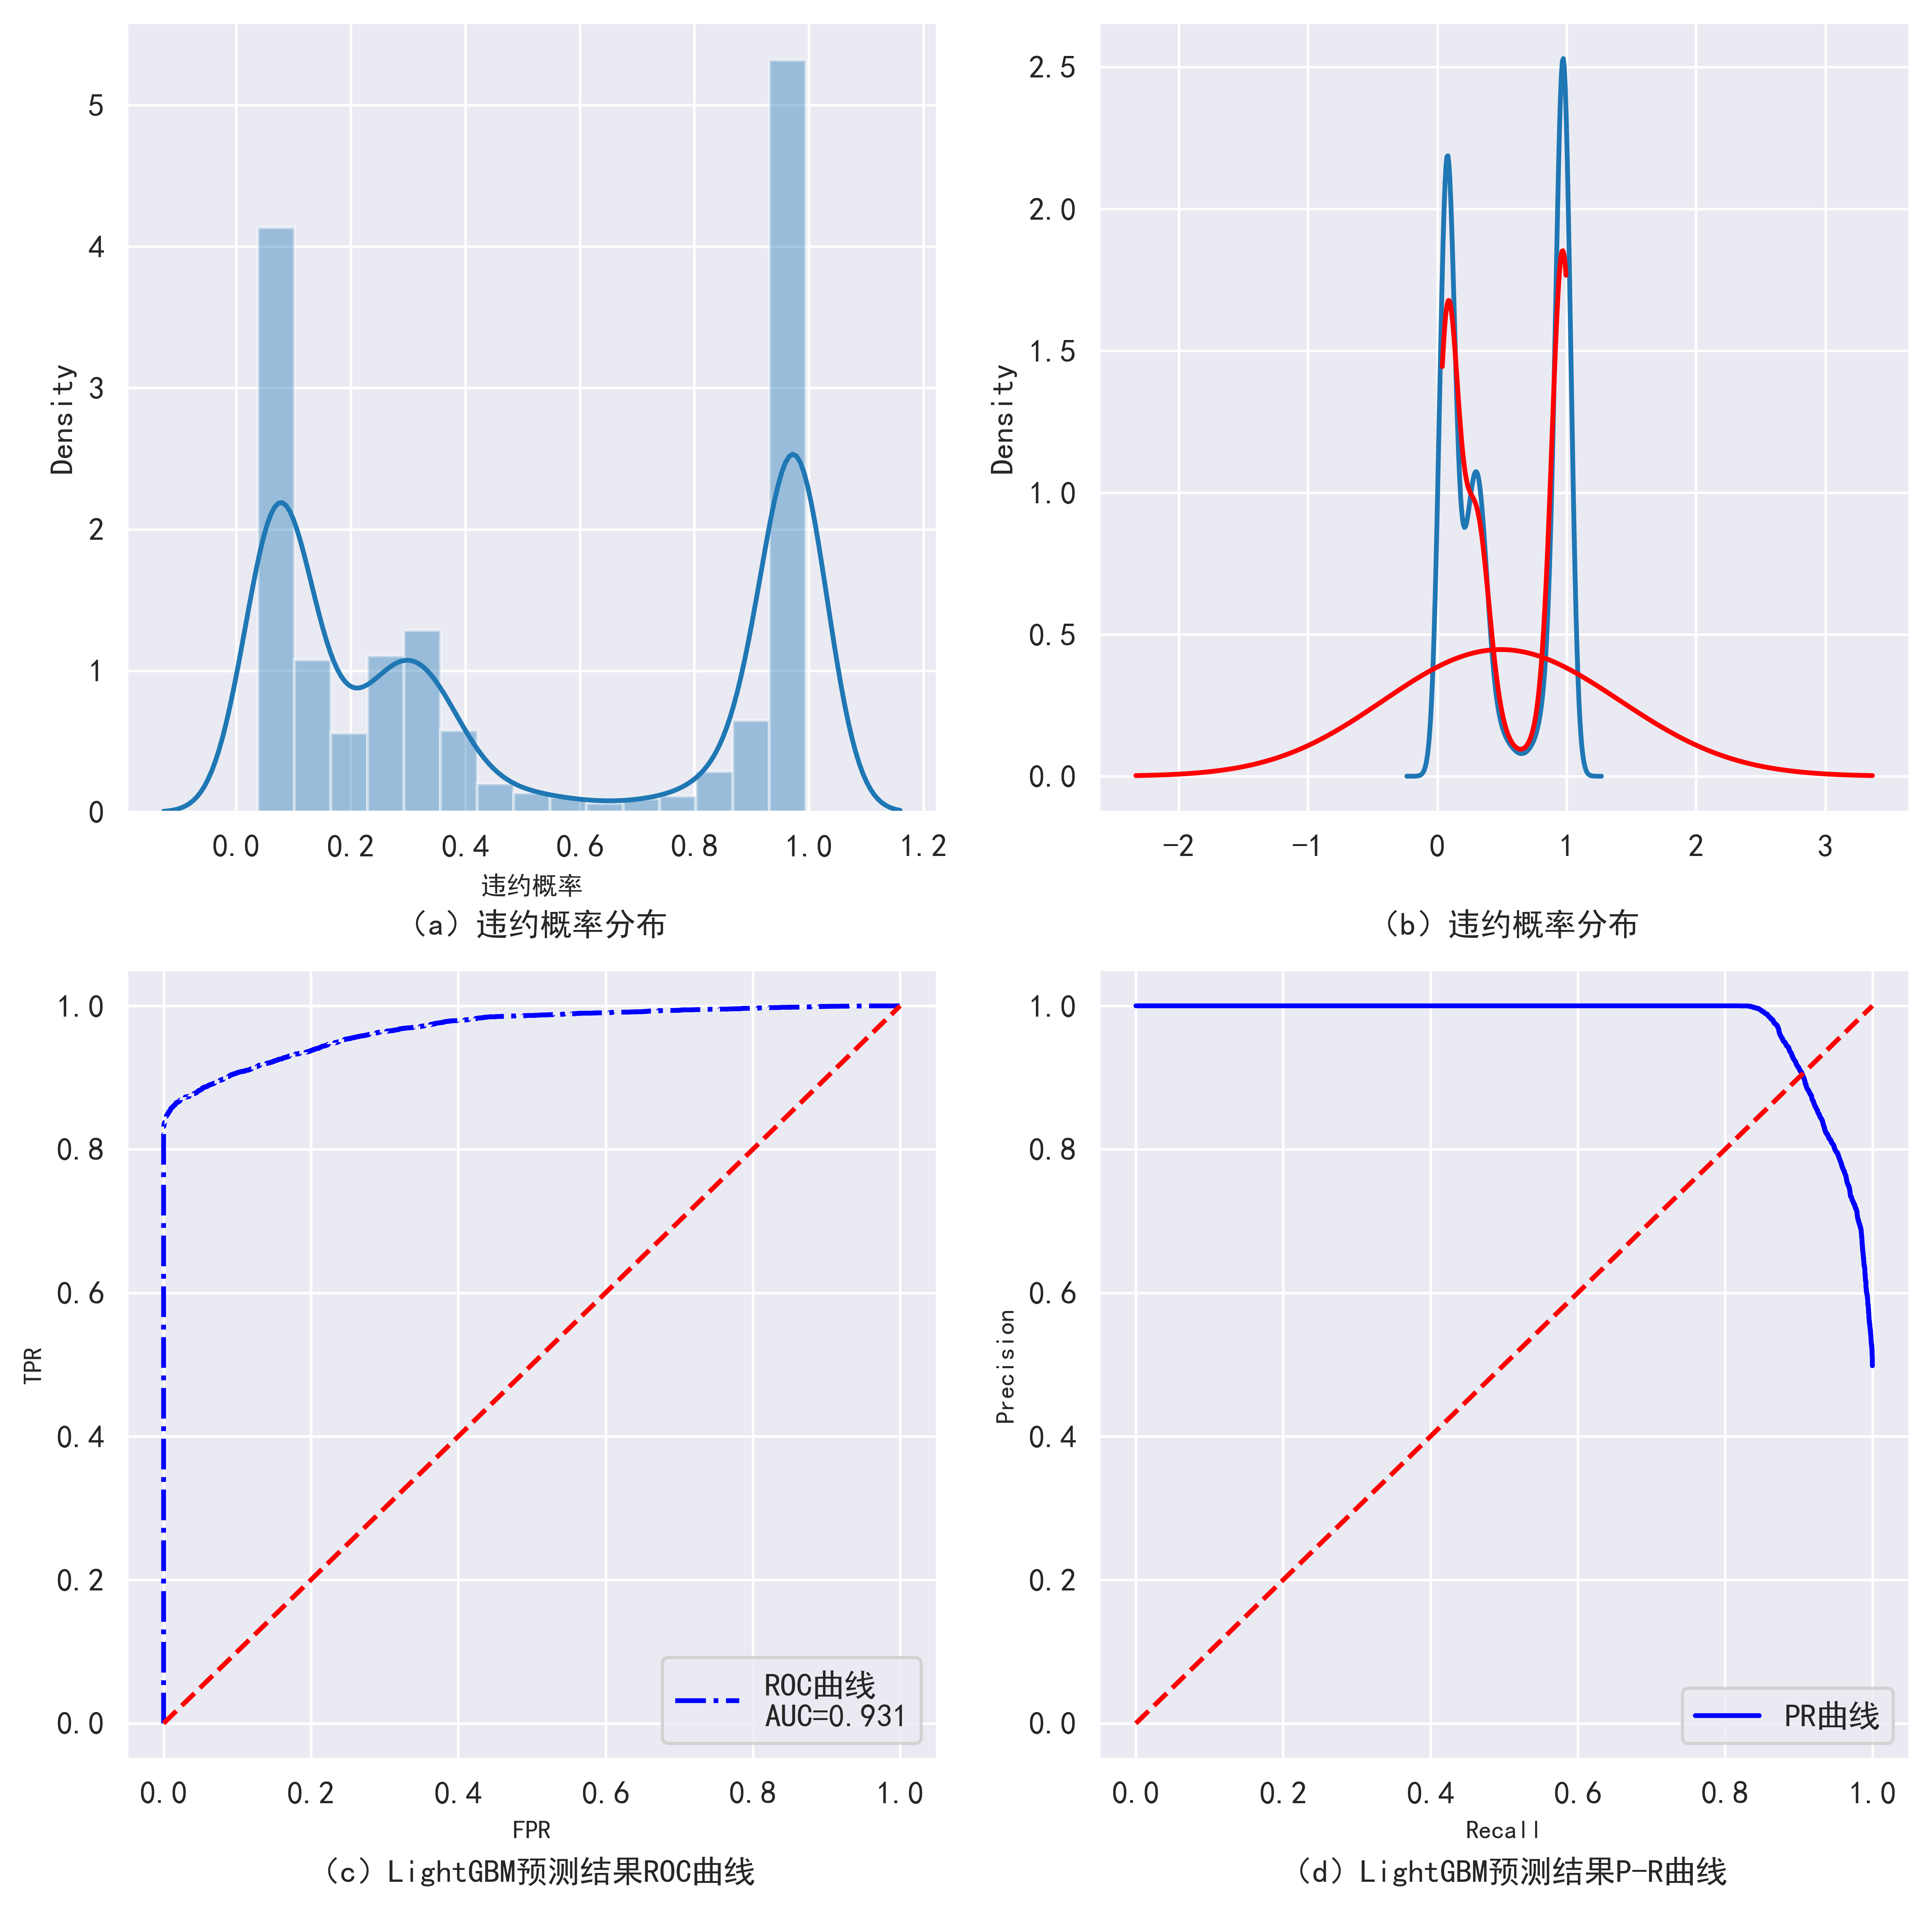 Density
5
4
3
2
1
0
0.0 0.2 0.4 0.6 0.8 1.0 1.2
违约概率
（a）违约概率分布
Density
2.5
2.0
1.5
1.0
0.5
0.0
-2 -1 0 1 2 3
（b）违约概率分布
TPR
1.0
0.8
0.6
0.4
0.2
0.0
ROC曲线
AUC=0.931
0.0 0.2 0.4 0.6 0.8 1.0
FPR
（c）LightGBM预测结果ROC曲线
Precision
1.0
0.8
0.6
0.4
0.2
0.0
PR曲线
0.0 0.2 0.4 0.6 0.8 1.0
Recall
（d）LightGBM预测结果P-R曲线